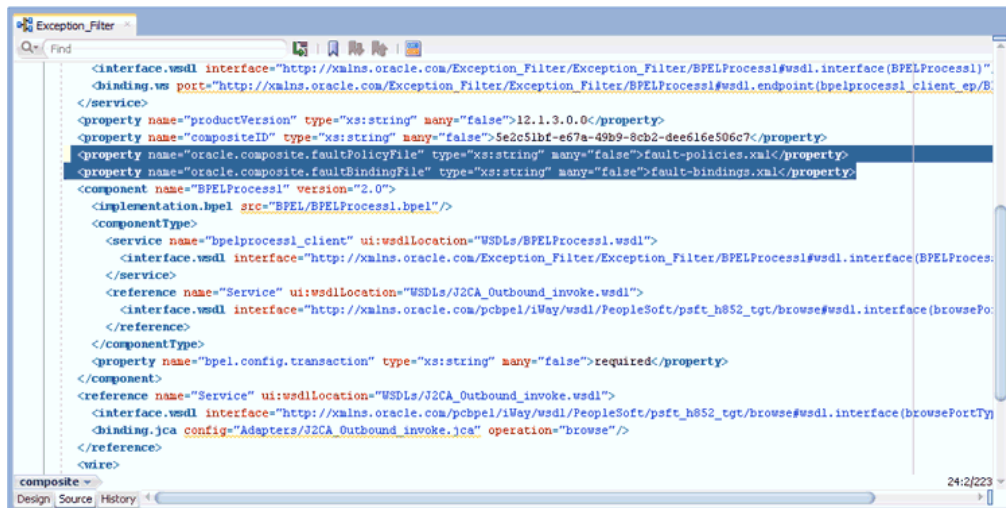 Exception_Filter
Find
<interface.wsdl interface="http://xmlns.oracle.com/Exception_Filter/Exception_Filter/BPELProcess1#wsdl.interface(BPELProcess1)"
<binding.ws port="http://xmlns.oracle.com/Exception_Filter/Exception_Filter/BPELProcess1#wsdl.endpoint(bpelprocess1_client_ep/B
</service>
<property name="productVersion" type="xs:string" many="false">12.1.3.0.0</property>
<property name="compositeID" type="xs:string" many="false">5e2c51bf-e67a-49b9-8cb2-dee616e506c7</property>
<property name="oracle.composite.faultPolicyFile" type="xs:string" many="false">fault-policies.xml</property>
<property name="oracle.composite.faultBindingFile" type="xs:string" many="false">fault-bindings.xml</property>
<component name="BPELProcess1" version="2.0">
<implementation.bpel src="BPEL/BPELProcess1.bpel"/>
<componentType>
<service name="bpelprocess1_client" ui:wsdlLocation="WSDLs/BPELProcess1.wsdl">
<interface.wsdl interface="http://xmlns.oracle.com/Exception_Filter/Exception_Filter/BPELProcess1#wsdl.interface(BPELProces
</service>
<reference name="Service" ui:wsdlLocation="WSDLs/J2CA_Outbound_invoke.wsdl">
<interface.wsdl interface="http://xmlns.oracle.com/pcbpel/iWay/wsdl/PeopleSoft/psft_h852_tgt/browse#wsdl.interface(browsePo
</reference>
</componentType>
<property name="bpel.config.transaction" type="xs:string" many="false">required</property>
</component>
<reference name="Service" ui:wsdlLocation="WSDLs/J2CA_Outbound_invoke.wsdl">
<interface.wsdl interface="http://xmlns.oracle.com/pcbpel/iWay/wsdl/PeopleSoft/psft_h852_tgt/browse#wsdl.interface(browsePortTy
<binding.jca config="Adapters/J2CA_Outbound_invoke.jca" operation="browse"/>
</reference>
<wire>
composite 24:2/223
Design Source History